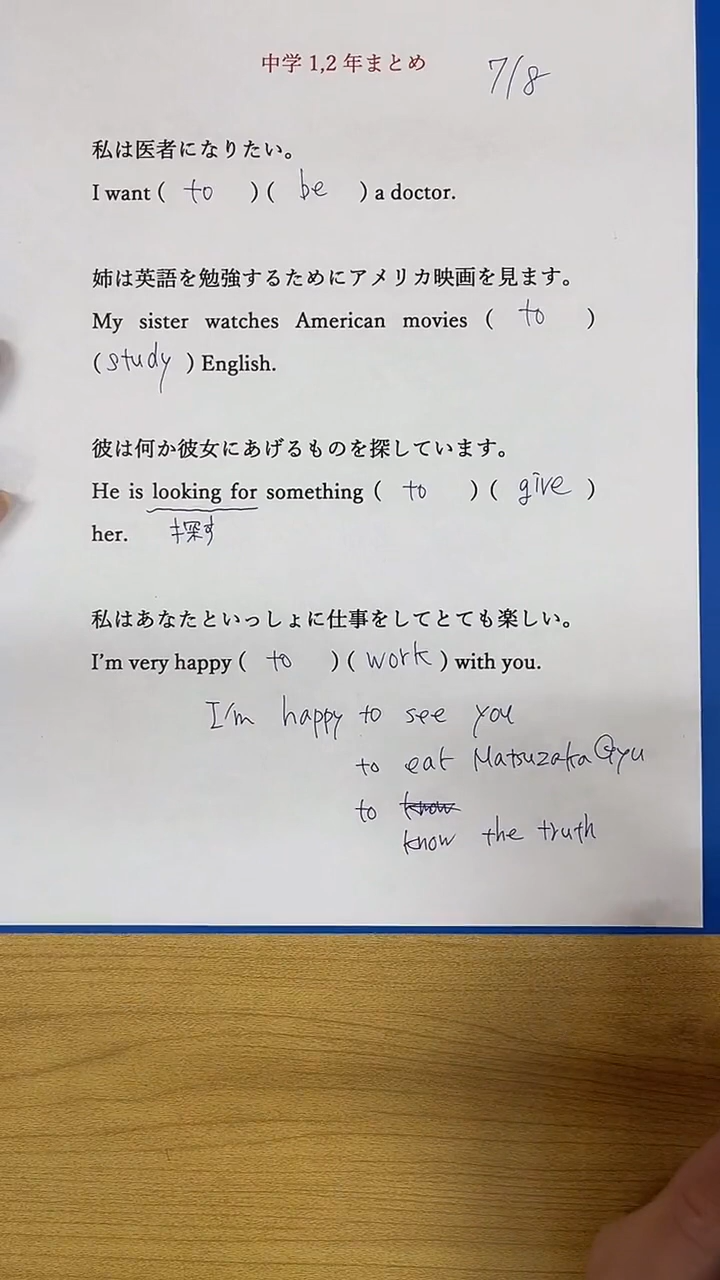 中学 1,2 年まとめ 7/8
私は医者になりたい。
I want ( to ) ( be ) a doctor.
姉は英語を勉強するためにアメリカ映画を見ます。
My sister watches American movies ( to )
( study ) English.
彼は何か彼女にあげるものを探しています。
He is looking for something ( to ) ( give )
her. 探す
私はあなたといっしょに仕事をしてとても楽しい。
I'm very happy ( to ) ( work ) with you.
I'm happy to see you
to eat Matsuzaka Gyu
to know
know the truth